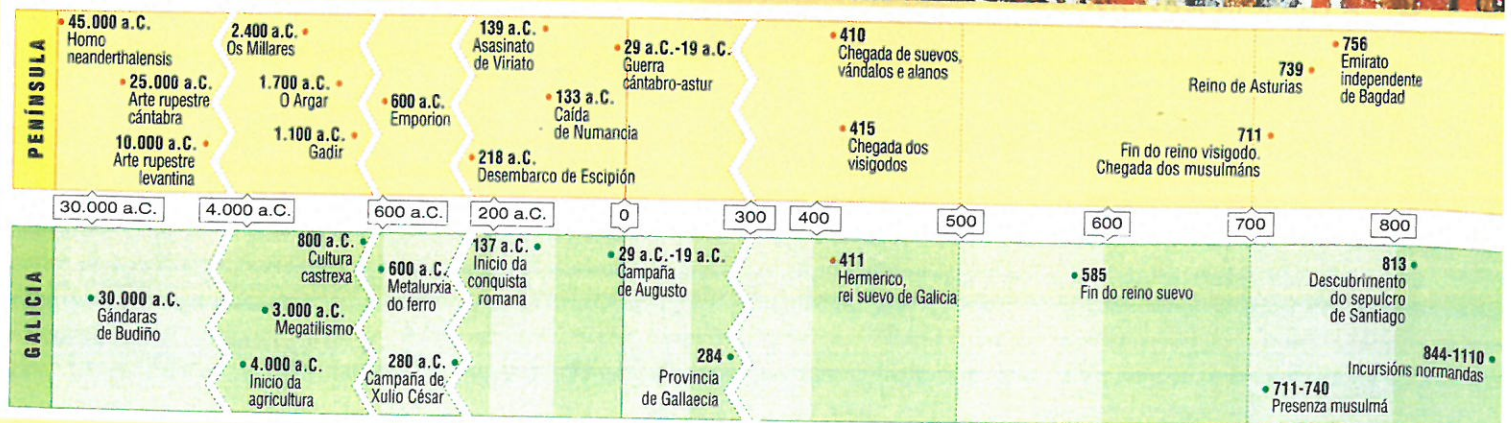 PENÍNSULA
45.000 a.C.
Homo
neanderthalensis
25.000 a.C.
Arte rupestre
cántabra
10.000 a.C.
Arte rupestre
levantina
2.400 a.C.
Os Millares
1.700 a.C.
O Argar
1.100 a.C.
Gadir
600 a.C.
Emporion
139 a.C.
Asasinato
de Viriato
133 a.C.
Caída
de Numancia
218 a.C.
Desembarco de Escipión
29 a.C.-19 a.C.
Guerra
cántabro-astur
410
Chegada de suevos,
vándalos e alanos
415
Chegada dos
visigodos
739
Reino de Asturias
711
Fin do reino visigodo.
Chegada dos musulmáns
756
Emirato
independente
de Bagdad
30.000 a.C. 4.000 a.C. 600 a.C. 200 a.C. 0 300 400 500 600 700 800
GALICIA
30.000 a.C.
Gándaras
de Budiño
800 a.C.
Cultura
castrexa
3.000 a.C.
Megatilismo
4.000 a.C.
Inicio da
agricultura
600 a.C.
Metalurxia
do ferro
280 a.C.
Campaña de
Xulio César
137 a.C.
Inicio da
conquista
romana
29 a.C.-19 a.C.
Campaña
de Augusto
284
Provincia
de Gallaecia
411
Hermerico,
rei suevo de Galicia
585
Fin do reino suevo
711-740
Presenza musulmá
813
Descubrimento
do sepulcro
de Santiago
844-1110
Incursións normandas